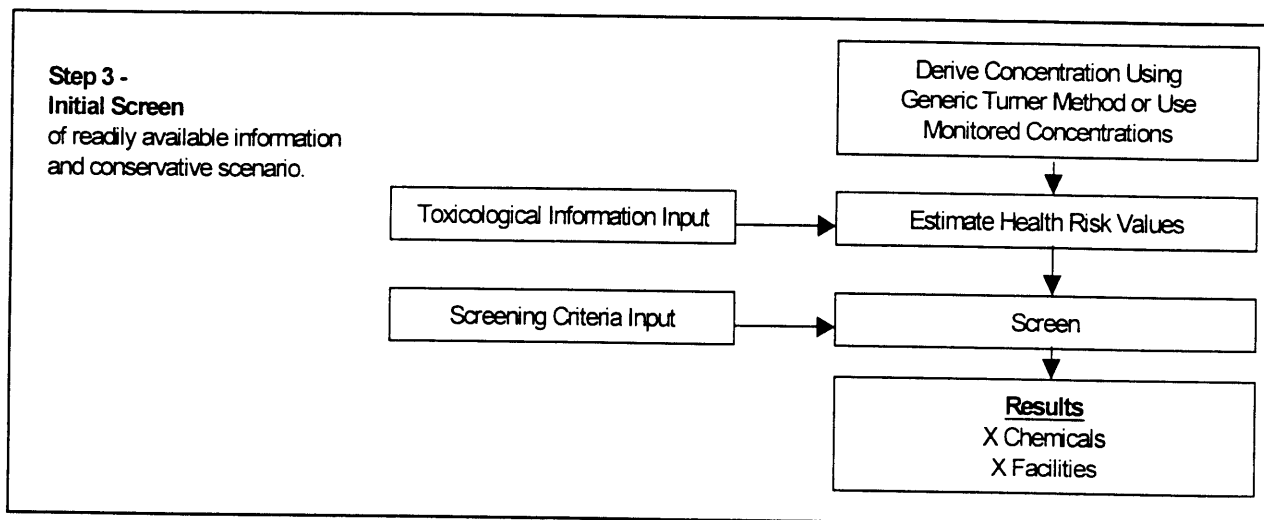 Step 3 -
Initial Screen
of readily available information
and conservative scenario.
Derive Concentration Using
Generic Turner Method or Use
Monitored Concentrations
Toxicological Information Input
Estimate Health Risk Values
Screening Criteria Input
Screen
Results
X Chemicals
X Facilities